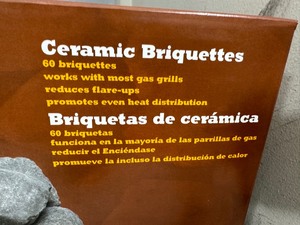 Ceramic Briquettes
60 briquettes
works with most gas grills
reduces flare-ups
promotes even heat distribution
Briquetas de cerámica
60 briquetas
funciona en la mayoría de las parrillas de gas
reducir el Enciéndase
promueve la incluso la distribución de calor